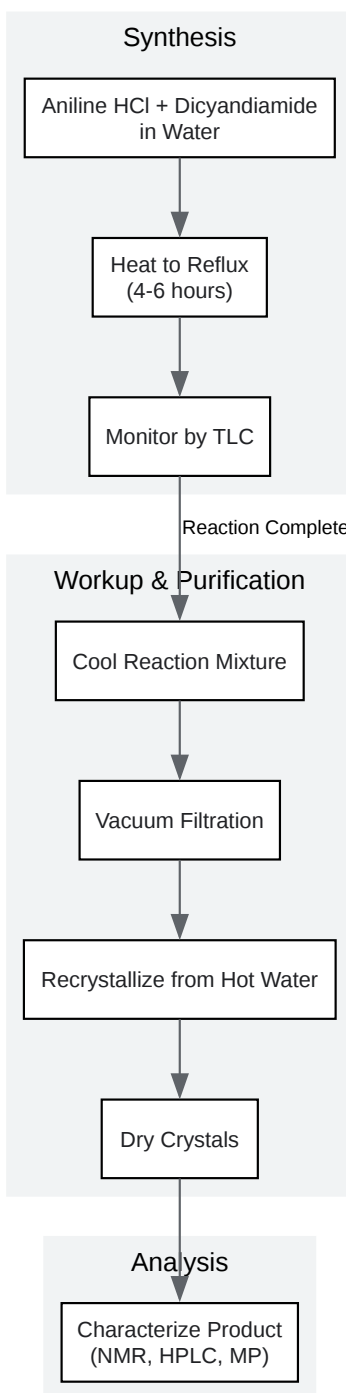 Synthesis
Aniline HCl + Dicyandiamide
in Water
Heat to Reflux
(4-6 hours)
Monitor by TLC
Reaction Complete
Workup & Purification
Cool Reaction Mixture
Vacuum Filtration
Recrystallize from Hot Water
Dry Crystals
Analysis
Characterize Product
(NMR, HPLC, MP)